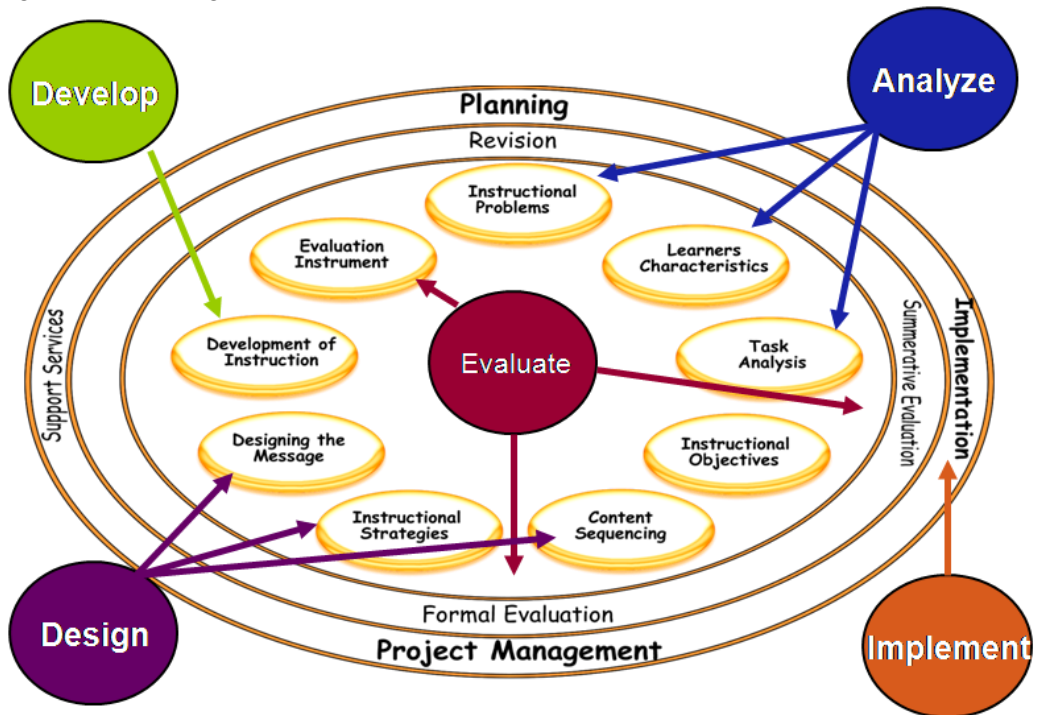 Develop
Analyze
Planning
Revision
Instructional
Problems
Evaluation
Instrument
Learners
Characteristics
Support Services
Development of
Instruction
Evaluate
Task
Analysis
Summerative Evaluation
Implementation
Designing the
Message
Instructional
Objectives
Instructional
Strategies
Content
Sequencing
Formal Evaluation
Project Management
Design
Implement